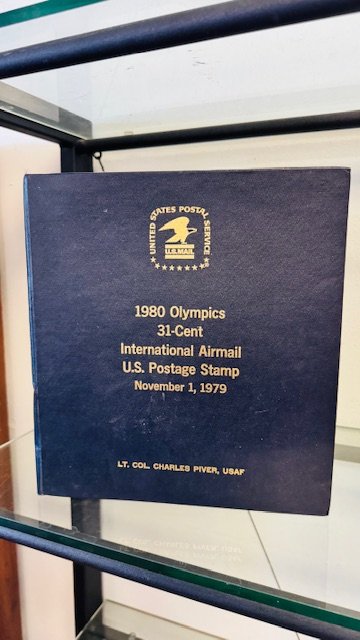 UNITED STATES POSTAL SERVICE
U.S.MAIL
1980 Olympics
31-Cent
International Airmail
U.S. Postage Stamp
November 1, 1979
LT. COL. CHARLES PIVER, USAF